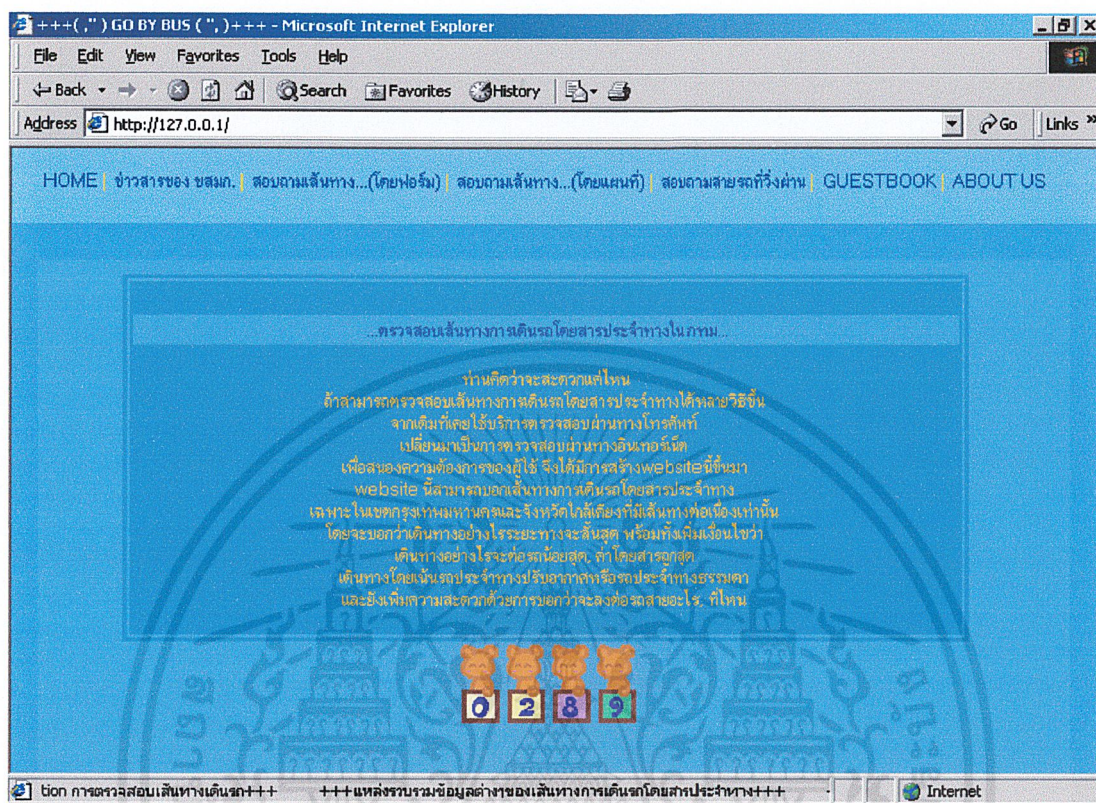 +++( ,” ) GO BY BUS ( ”, )+++ - Microsoft Internet Explorer
File Edit View Favorites Tools Help
Back Search Favorites History
Address http://127.0.0.1/ Go Links »
HOME | ข่าวสารของ ขสมก. | สอบถามเส้นทาง...(โดยฟอร์ม) | สอบถามเส้นทาง...(โดยแผนที่) | สอบถามสายรถที่วิ่งผ่าน | GUESTBOOK | ABOUT US
...ตรวจสอบเส้นทางการเดินรถโดยสารประจำทางใน กทม...
ท่านคิดว่าจะสะดวกแค่ไหน
ถ้าสามารถตรวจสอบเส้นทางการเดินรถโดยสารประจำทางได้หลายวิธีขึ้น
จากเดิมที่เคยใช้บริการตรวจสอบผ่านทางโทรศัพท์
เปลี่ยนมาเป็นการตรวจสอบผ่านทางอินเทอร์เน็ต
เพื่อสนองความต้องการของผู้ใช้ จึงได้มีการสร้างwebsiteนี้ขึ้นมา
website นี้สามารถบอกเส้นทางการเดินรถโดยสารประจำทาง
เฉพาะในเขตกรุงเทพมหานครและจังหวัดใกล้เคียงที่มีเส้นทางต่อเนื่องเท่านั้น
โดยจะบอกว่าเดินทางอย่างไรระยะทางจะสั้นสุด พร้อมทั้งเพิ่มเงื่อนไขว่า
เดินทางอย่างไรจะต่อรถน้อยสุด, ค่าโดยสารถูกสุด
เดินทางโดยเน้นรถประจำทางปรับอากาศหรือรถประจำทางธรรมดา
และยังเพิ่มความสะดวกด้วยการบอกว่าจะลงต่อรถสายอะไร, ที่ไหน
0 2 8 9
tion การตรวจสอบเส้นทางเดินรถ+++ +++แหล่งรวบรวมข้อมูลต่างๆของเส้นทางการเดินรถโดยสารประจำทาง+++ Internet